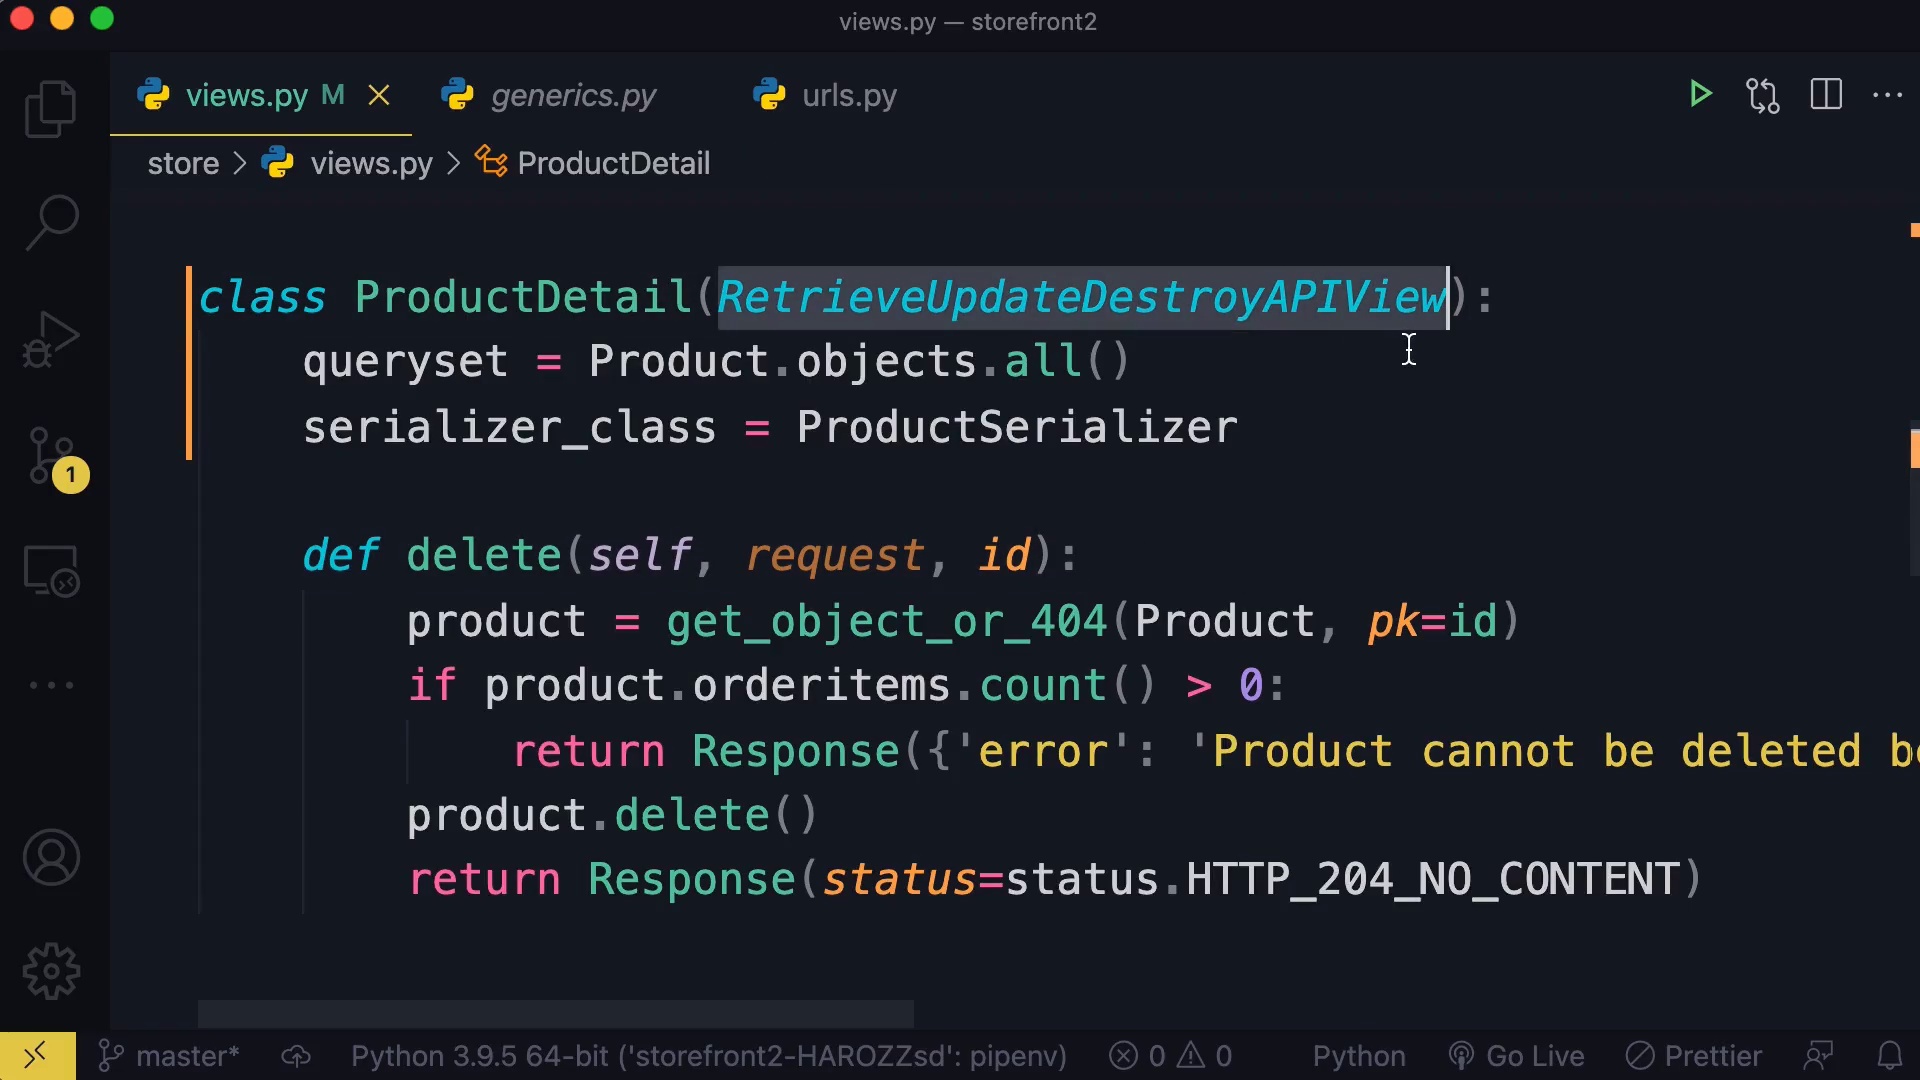 views.py — storefront2
views.py M generics.py urls.py
store > views.py > ProductDetail
class ProductDetail(RetrieveUpdateDestroyAPIView):
queryset = Product.objects.all()
serializer_class = ProductSerializer
def delete(self, request, id):
product = get_object_or_404(Product, pk=id)
if product.orderitems.count() > 0:
return Response({'error': 'Product cannot be deleted
product.delete()
return Response(status=status.HTTP_204_NO_CONTENT)
1
master* Python 3.9.5 64-bit ('storefront2-HAROZZsd': pipenv) 0 0 Python Go Live Prettier